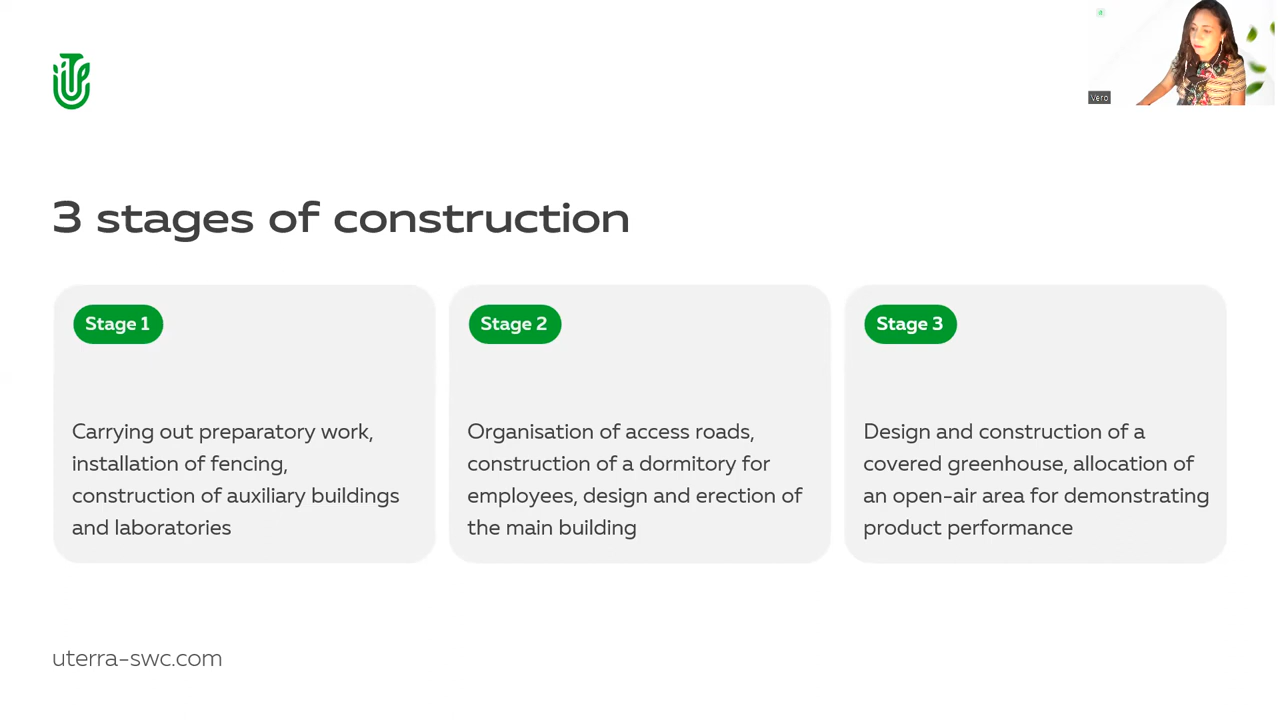 Vero
3 stages of construction
Stage 1
Carrying out preparatory work,
installation of fencing,
construction of auxiliary buildings
and laboratories
Stage 2
Organisation of access roads,
construction of a dormitory for
employees, design and erection of
the main building
Stage 3
Design and construction of a
covered greenhouse, allocation of
an open-air area for demonstrating
product performance
uterra-swc.com